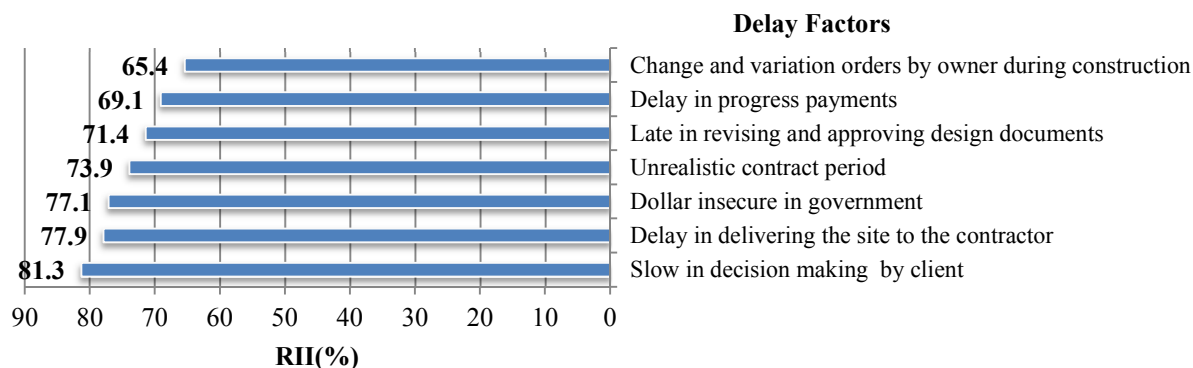 Delay Factors
65.4 Change and variation orders by owner during construction
69.1 Delay in progress payments
71.4 Late in revising and approving design documents
73.9 Unrealistic contract period
77.1 Dollar insecure in government
77.9 Delay in delivering the site to the contractor
81.3 Slow in decision making by client
90 80 70 60 50 40 30 20 10 0
RII(%)